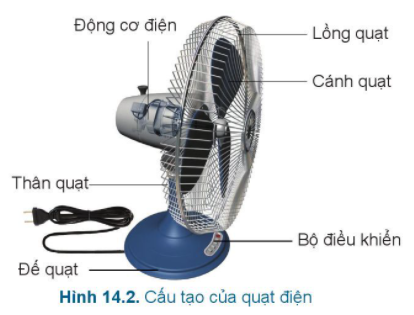 Động cơ điện
Lồng quạt
Cánh quạt
Thân quạt
Bộ điều khiển
Đế quạt
Hình 14.2. Cấu tạo của quạt điện